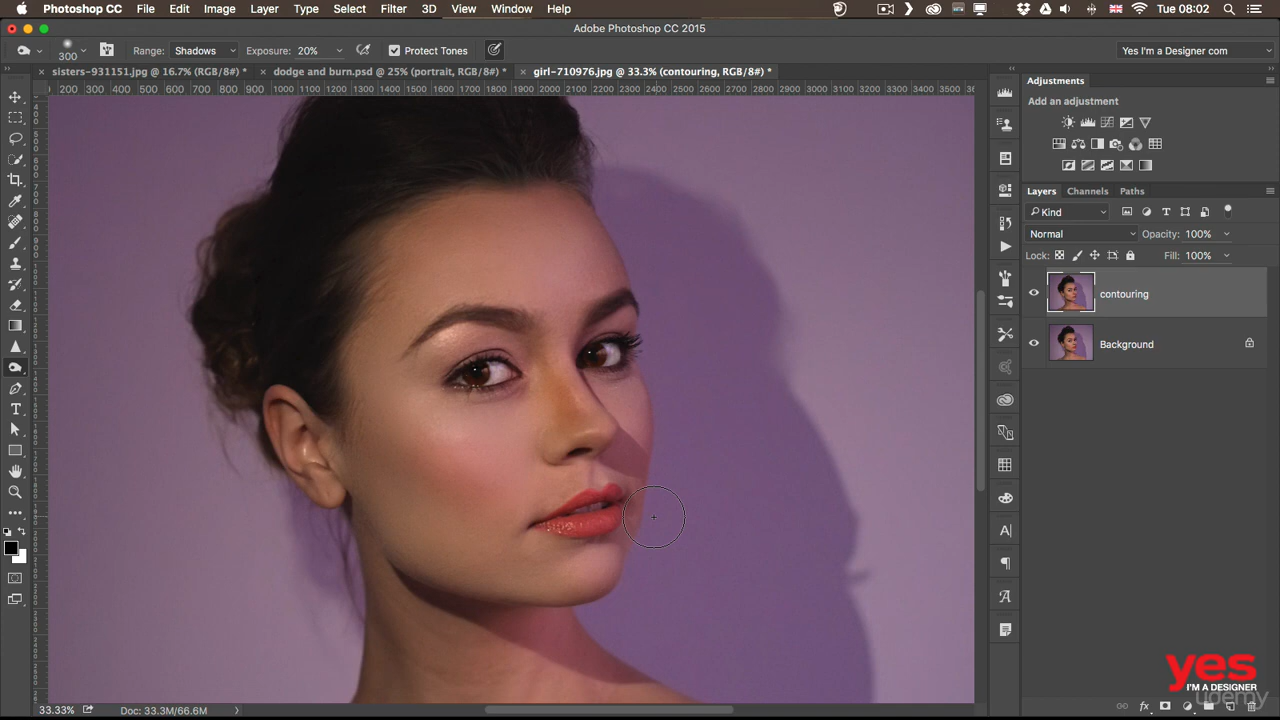 Photoshop CC File Edit Image Layer Type Select Filter 3D View Window Help Tue 08:02
Adobe Photoshop CC 2015
300 Range: Shadows Exposure: 20% Protect Tones Yes I'm a Designer com
sisters-931151.jpg @ 16.7% (RGB/8#) * dodge and burn.psd @ 25% (portrait, RGB/8#) * girl-710976.jpg @ 33.3% (contouring, RGB/8#) *
200 300 400 500 600 700 800 900 1000 1100 1200 1300 1400 1500 1600 1700 1800 1900 2000 2100 2200 2300 2400 2500 2600 2700 2800 2900 3000 3100 3200 3300 3400 3500
Adjustments
Add an adjustment
Layers Channels Paths
Kind
Normal Opacity: 100%
Lock: Fill: 100%
contouring
Background
yes
I'M A DESIGNER
udemy
33.33% Doc: 33.3M/66.6M